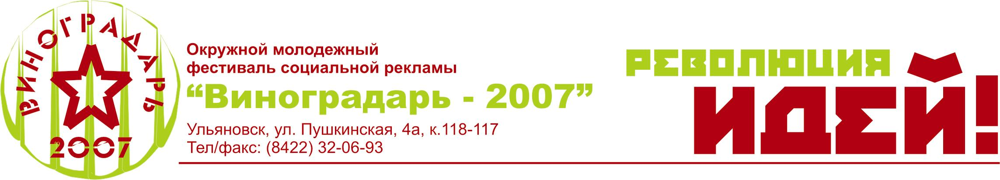 ВИНОГРАДАРЬ
2007
Окружной молодежный
фестиваль социальной рекламы
“Виноградарь - 2007”
Ульяновск, ул. Пушкинская, 4а, к.118-117
Тел/факс: (8422) 32-06-93
РЕВОЛЮЦИЯ
ИДЕЙ!